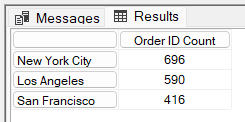 Messages Results
Order ID Count
New York City 696
Los Angeles 590
San Francisco 416